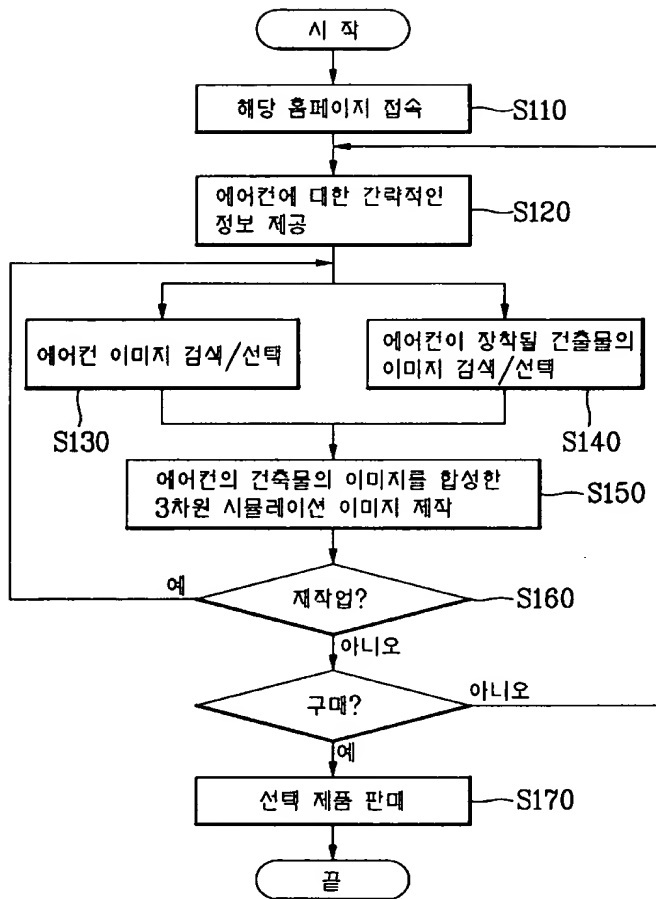 시 작
해당 홈페이지 접속
S110
에어컨에 대한 간략적인
정보 제공
S120
에어컨 이미지 검색/선택
S130
에어컨이 장착될 건출물의
이미지 검색/선택
S140
에어컨의 건축물의 이미지를 합성한
3차원 시뮬레이션 이미지 제작
S150
재작업?
S160
예
아니오
구매?
아니오
예
선택 제품 판매
S170
끝